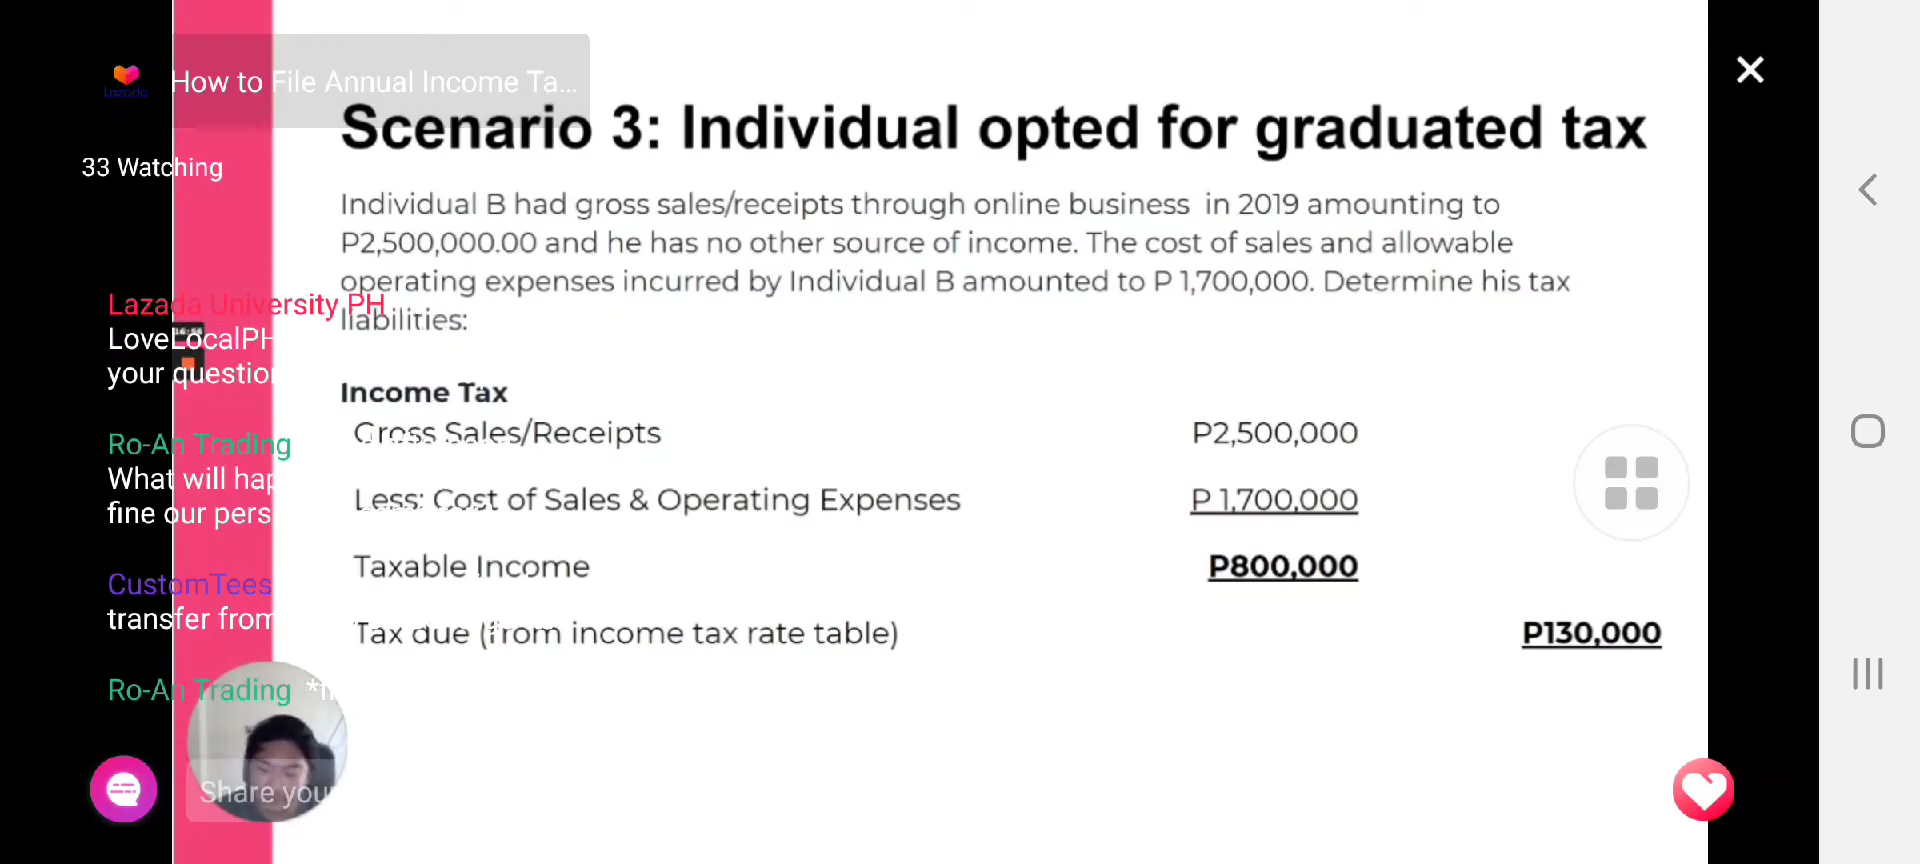 Lazada
How to File Annual Income Ta...
33 Watching
Scenario 3: Individual opted for graduated tax
Individual B had gross sales/receipts through online business in 2019 amounting to
P2,500,000.00 and he has no other source of income. The cost of sales and allowable
operating expenses incurred by Individual B amounted to P 1,700,000. Determine his tax
liabilities:
Lazada University PH
LoveLocalPH
your question
Ro-An Trading
What will hap
fine our pers
CustomTees
transfer from
Ro-An Trading
Income Tax
Gross Sales/Receipts P2,500,000
Less: Cost of Sales & Operating Expenses P 1,700,000
Taxable Income P800,000
Tax due (from income tax rate table) P130,000
Share your